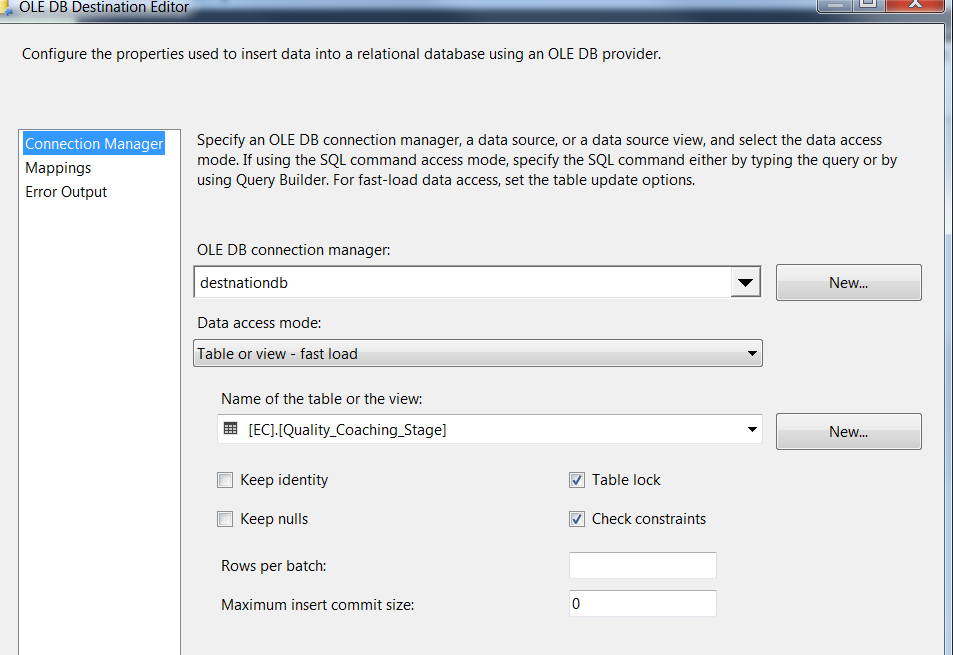 OLE DB Destination Editor
Configure the properties used to insert data into a relational database using an OLE DB provider.
Connection Manager
Mappings
Error Output
Specify an OLE DB connection manager, a data source, or a data source view, and select the data access
mode. If using the SQL command access mode, specify the SQL command either by typing the query or by
using Query Builder. For fast-load data access, set the table update options.
OLE DB connection manager:
destnationdb
New...
Data access mode:
Table or view - fast load
Name of the table or the view:
[EC].[Quality_Coaching_Stage]
New...
Keep identity
Table lock
Keep nulls
Check constraints
Rows per batch:
Maximum insert commit size:
0